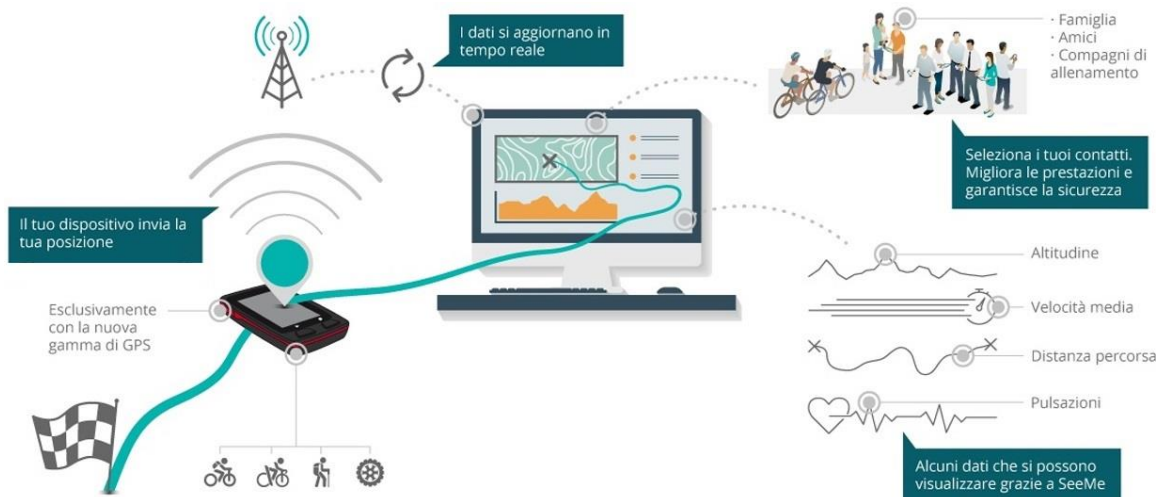 I dati si aggiornano in
tempo reale
· Famiglia
· Amici
· Compagni di
allenamento
Seleziona i tuoi contatti.
Migliora le prestazioni e
garantisce la sicurezza
Il tuo dispositivo invia la
tua posizione
Esclusivamente
con la nuova
gamma di GPS
Altitudine
Velocità media
Distanza percorsa
Pulsazioni
Alcuni dati che si possono
visualizzare grazie a SeeMe